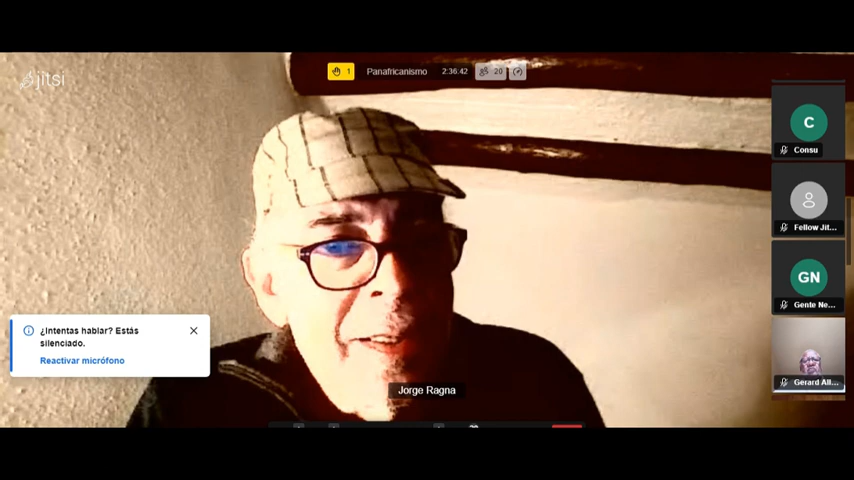 jitsi
1
Panafricanismo
2:36:42
20
Consu
Fellow Jit...
GN
Gente Ne...
C
Gerard All...
¿Intentas hablar? Estás
silenciado.
Reactivar micrófono
Jorge Ragna